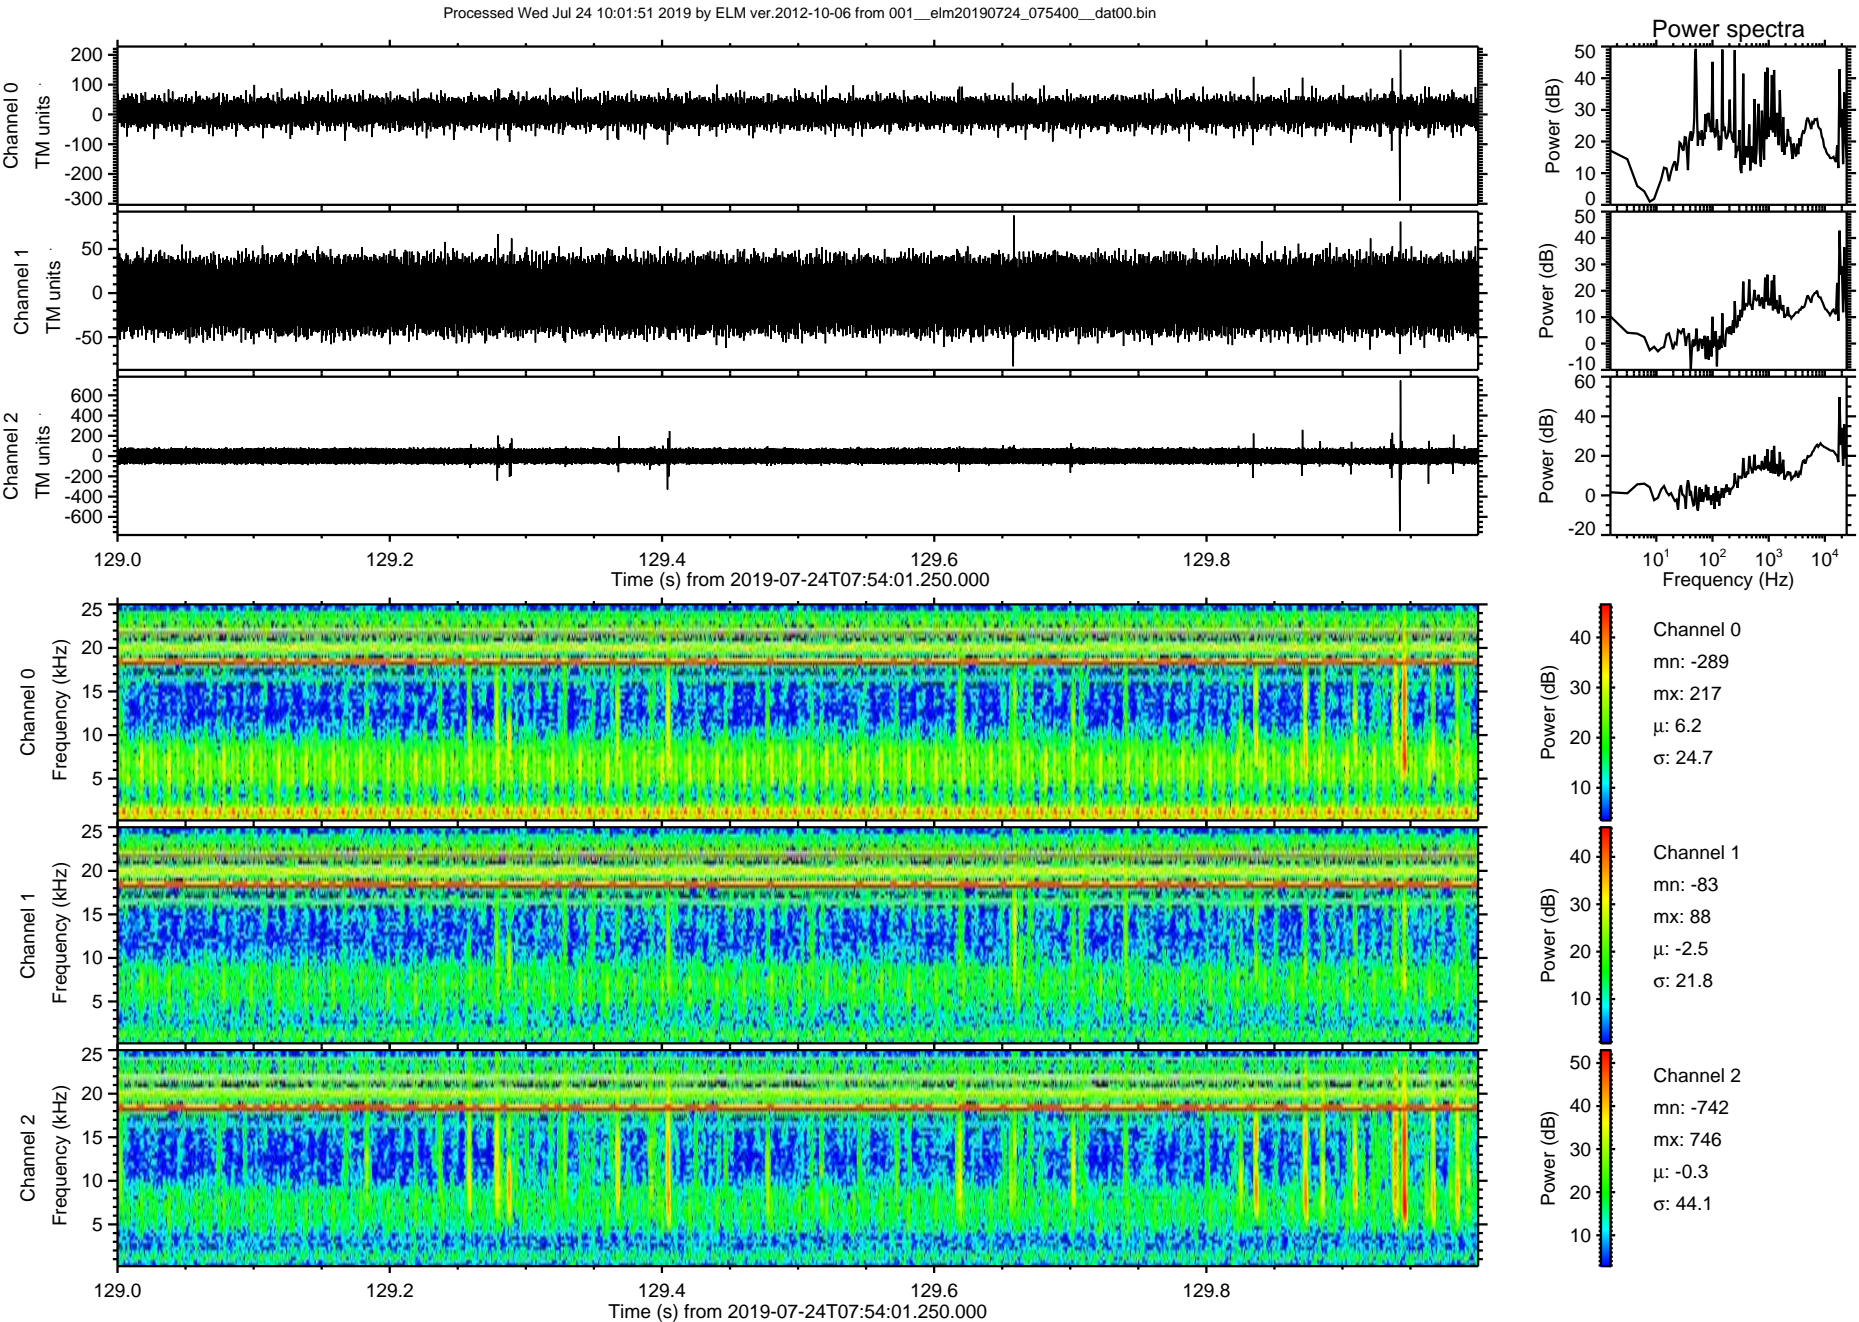 Processed Wed Jul 24 10:01:51 2019 by ELM ver.2012-10-06 from 001__elm20190724_075400__dat00.bin
Power spectra
Channel 0
TM units
200
100
0
-100
-200
-300
Power (dB)
50
40
30
20
10
0
Channel 1
TM units
50
0
-50
Power (dB)
50
40
30
20
10
0
-10
Channel 2
TM units
600
400
200
0
-200
-400
-600
Power (dB)
60
40
20
0
-20
129.0 129.2 129.4 129.6 129.8
Time (s) from 2019-07-24T07:54:01.250.000
10¹ 10² 10³ 10⁴
Frequency (Hz)
Channel 0
Frequency (kHz)
25
20
15
10
5
Power (dB)
40
30
20
10
Channel 0
mn: -289
mx: 217
μ: 6.2
σ: 24.7
Channel 1
Frequency (kHz)
25
20
15
10
5
Power (dB)
40
30
20
10
Channel 1
mn: -83
mx: 88
μ: -2.5
σ: 21.8
Channel 2
Frequency (kHz)
25
20
15
10
5
Power (dB)
50
40
30
20
10
Channel 2
mn: -742
mx: 746
μ: -0.3
σ: 44.1
129.0 129.2 129.4 129.6 129.8
Time (s) from 2019-07-24T07:54:01.250.000